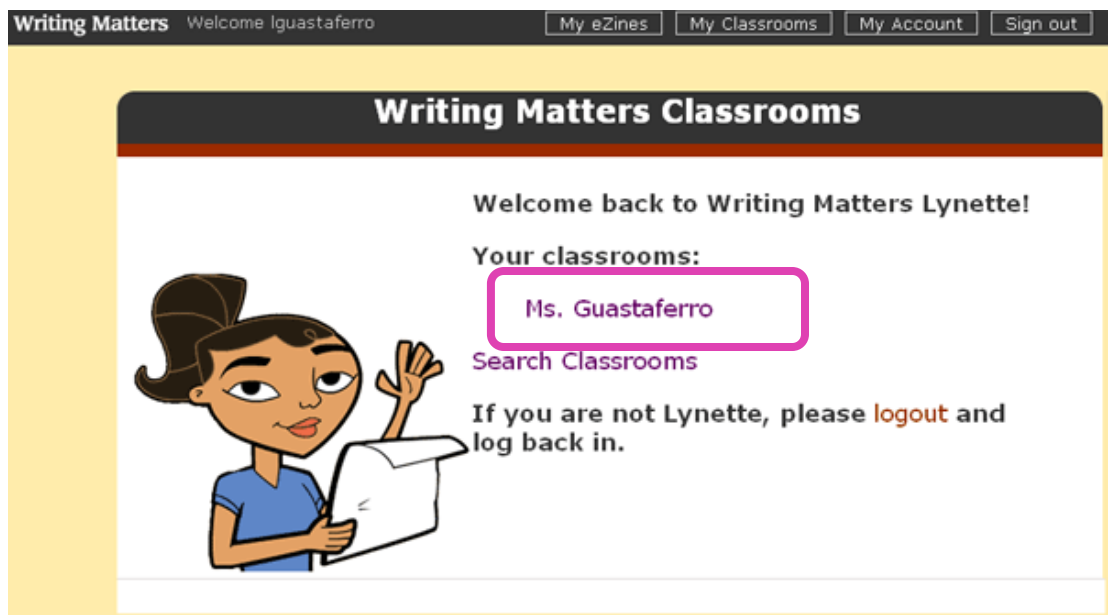 Writing Matters Welcome lguastaferro My eZines My Classrooms My Account Sign out
Writing Matters Classrooms
Welcome back to Writing Matters Lynette!
Your classrooms:
Ms. Guastaferro
Search Classrooms
If you are not Lynette, please logout and
log back in.